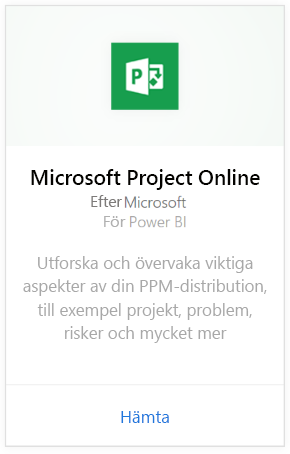 Microsoft Project Online
Efter Microsoft
För Power BI
Utforska och övervaka viktiga
aspekter av din PPM-distribution,
till exempel projekt, problem,
risker och mycket mer
Hämta